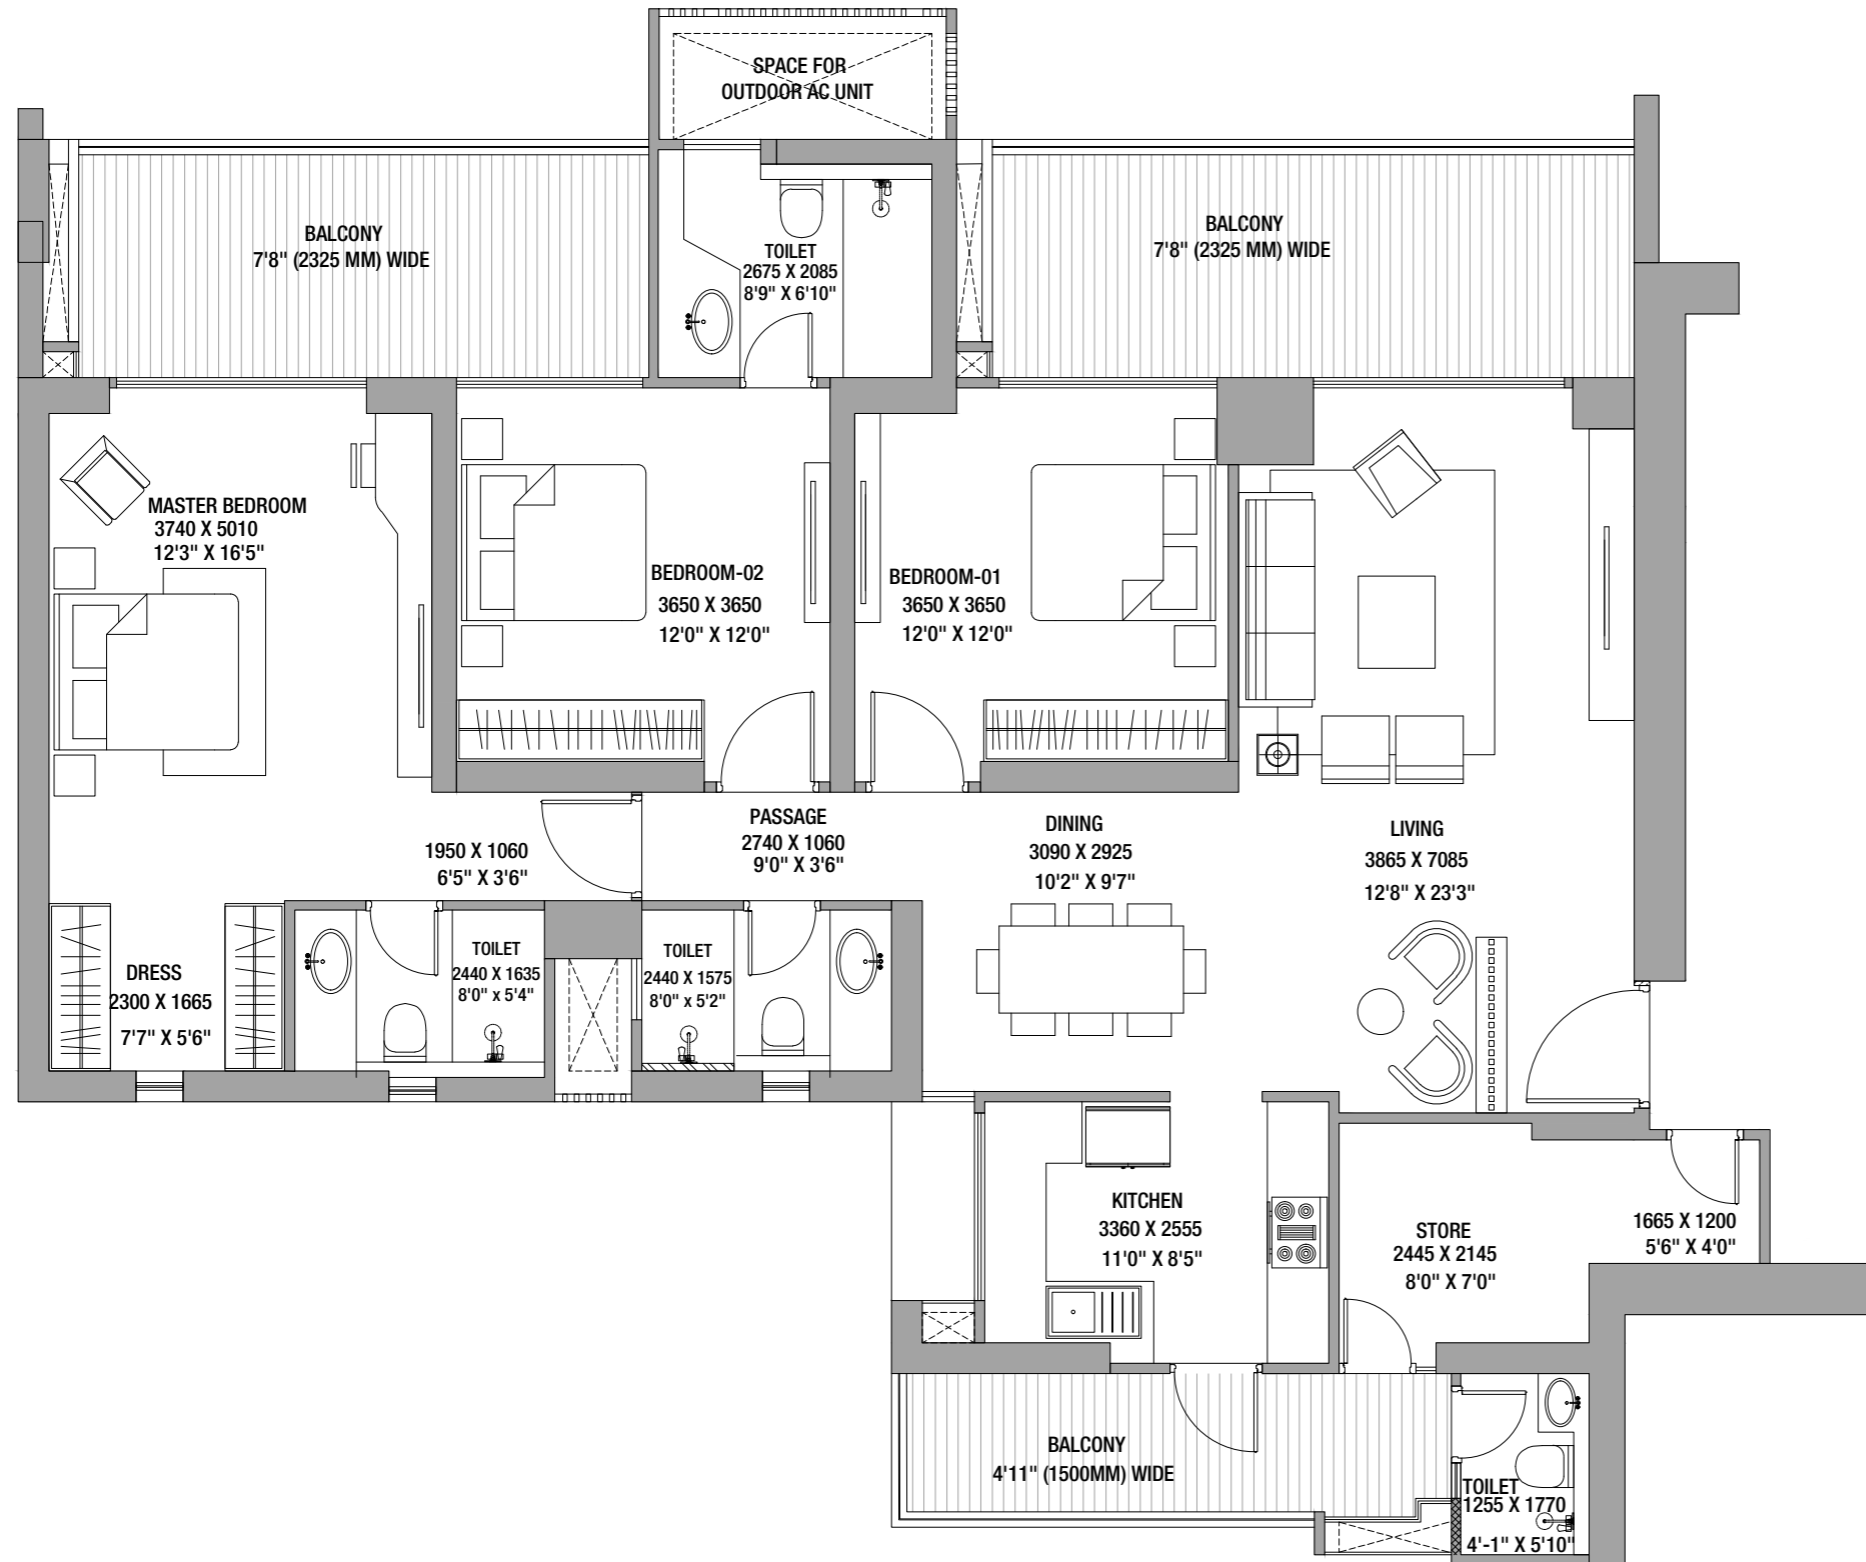 SPACE FOR
OUTDOOR AC UNIT
BALCONY
7'8" (2325 MM) WIDE
TOILET
2675 X 2085
8'9" X 6'10"
BALCONY
7'8" (2325 MM) WIDE
MASTER BEDROOM
3740 X 5010
12'3" X 16'5"
BEDROOM-02
3650 X 3650
12'0" X 12'0"
BEDROOM-01
3650 X 3650
12'0" X 12'0"
1950 X 1060
6'5" X 3'6"
PASSAGE
2740 X 1060
9'0" X 3'6"
DINING
3090 X 2925
10'2" X 9'7"
LIVING
3865 X 7085
12'8" X 23'3"
DRESS
2300 X 1665
7'7" X 5'6"
TOILET
2440 X 1635
8'0" x 5'4"
TOILET
2440 X 1575
8'0" x 5'2"
KITCHEN
3360 X 2555
11'0" X 8'5"
STORE
2445 X 2145
8'0" X 7'0"
1665 X 1200
5'6" X 4'0"
BALCONY
4'11" (1500MM) WIDE
TOILET
1255 X 1770
4'-1" X 5'10"